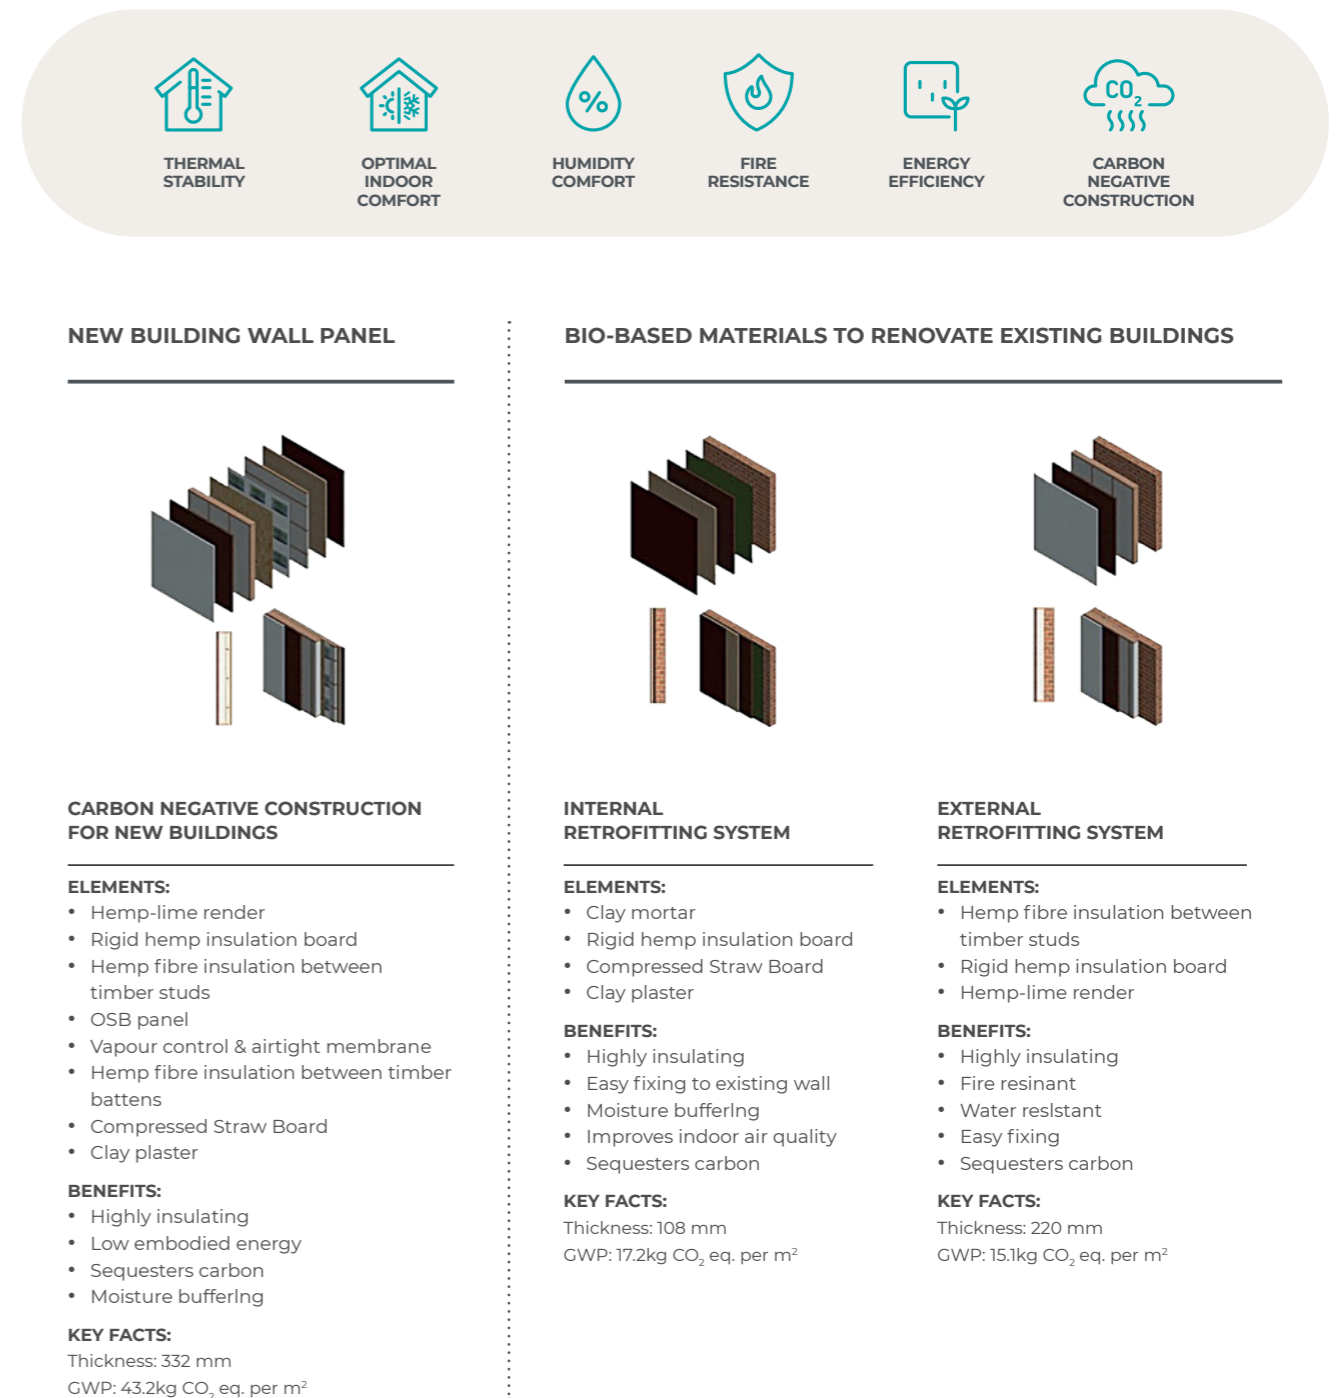 THERMAL
STABILITY
OPTIMAL
INDOOR
COMFORT
%
HUMIDITY
COMFORT
FIRE
RESISTANCE
ENERGY
EFFICIENCY
CO₂
CARBON
NEGATIVE
CONSTRUCTION
NEW BUILDING WALL PANEL
CARBON NEGATIVE CONSTRUCTION
FOR NEW BUILDINGS
ELEMENTS:
• Hemp-lime render
• Rigid hemp insulation board
• Hemp fibre insulation between
timber studs
• OSB panel
• Vapour control & airtight membrane
• Hemp fibre insulation between timber
battens
• Compressed Straw Board
• Clay plaster
BENEFITS:
• Highly insulating
• Low embodied energy
• Sequesters carbon
• Moisture bufferlng
KEY FACTS:
Thickness: 332 mm
GWP: 43.2kg CO₂ eq. per m²
BIO-BASED MATERIALS TO RENOVATE EXISTING BUILDINGS
INTERNAL
RETROFITTING SYSTEM
ELEMENTS:
• Clay mortar
• Rigid hemp insulation board
• Compressed Straw Board
• Clay plaster
BENEFITS:
• Highly insulating
• Easy fixing to existing wall
• Moisture bufferlng
• Improves indoor air quality
• Sequesters carbon
KEY FACTS:
Thickness: 108 mm
GWP: 17.2kg CO₂ eq. per m²
EXTERNAL
RETROFITTING SYSTEM
ELEMENTS:
• Hemp fibre insulation between
timber studs
• Rigid hemp insulation board
• Hemp-lime render
BENEFITS:
• Highly insulating
• Fire resinant
• Water reslstant
• Easy fixing
• Sequesters carbon
KEY FACTS:
Thickness: 220 mm
GWP: 15.1kg CO₂ eq. per m²